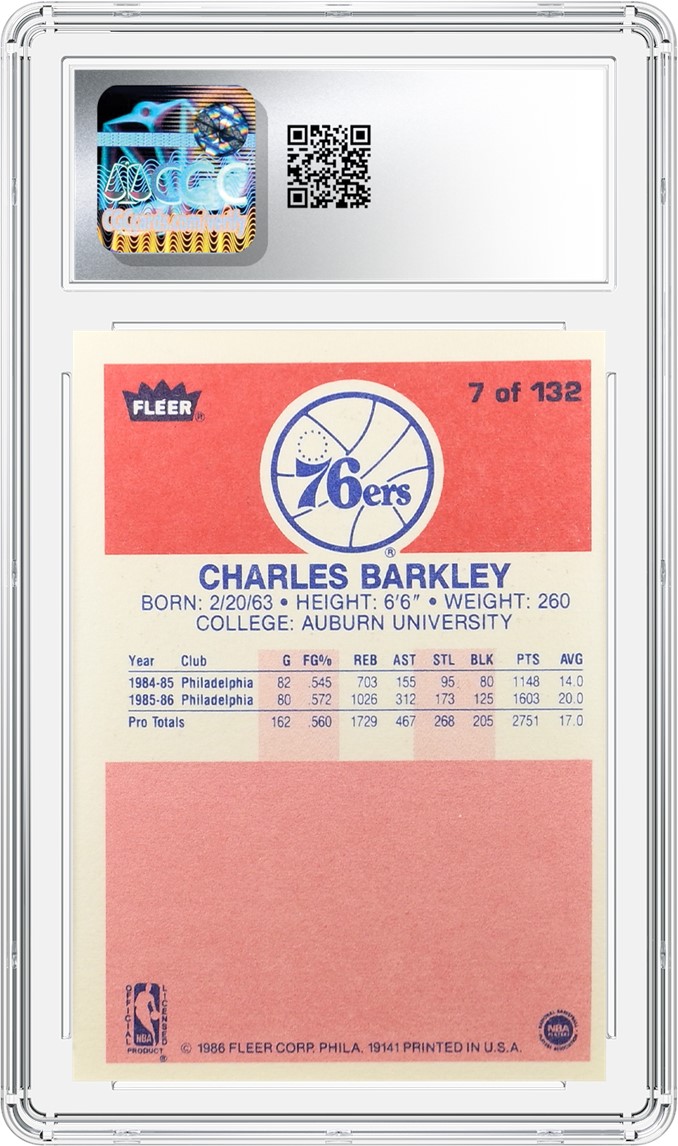 CGC
FLEER®
7 of 132
76ers
®
CHARLES BARKLEY
BORN: 2/20/63 • HEIGHT: 6'6" • WEIGHT: 260
COLLEGE: AUBURN UNIVERSITY
Year Club G FG% REB AST STL BLK PTS AVG
1984-85 Philadelphia 82 .545 703 155 95 80 1148 14.0
1985-86 Philadelphia 80 .572 1026 312 173 125 1603 20.0
Pro Totals 162 .560 1729 467 268 205 2751 17.0
OFFICIAL LICENSED
NBA
PRODUCT ®
© 1986 FLEER CORP. PHILA. 19141 PRINTED IN U.S.A.
NBA
PLAYERS